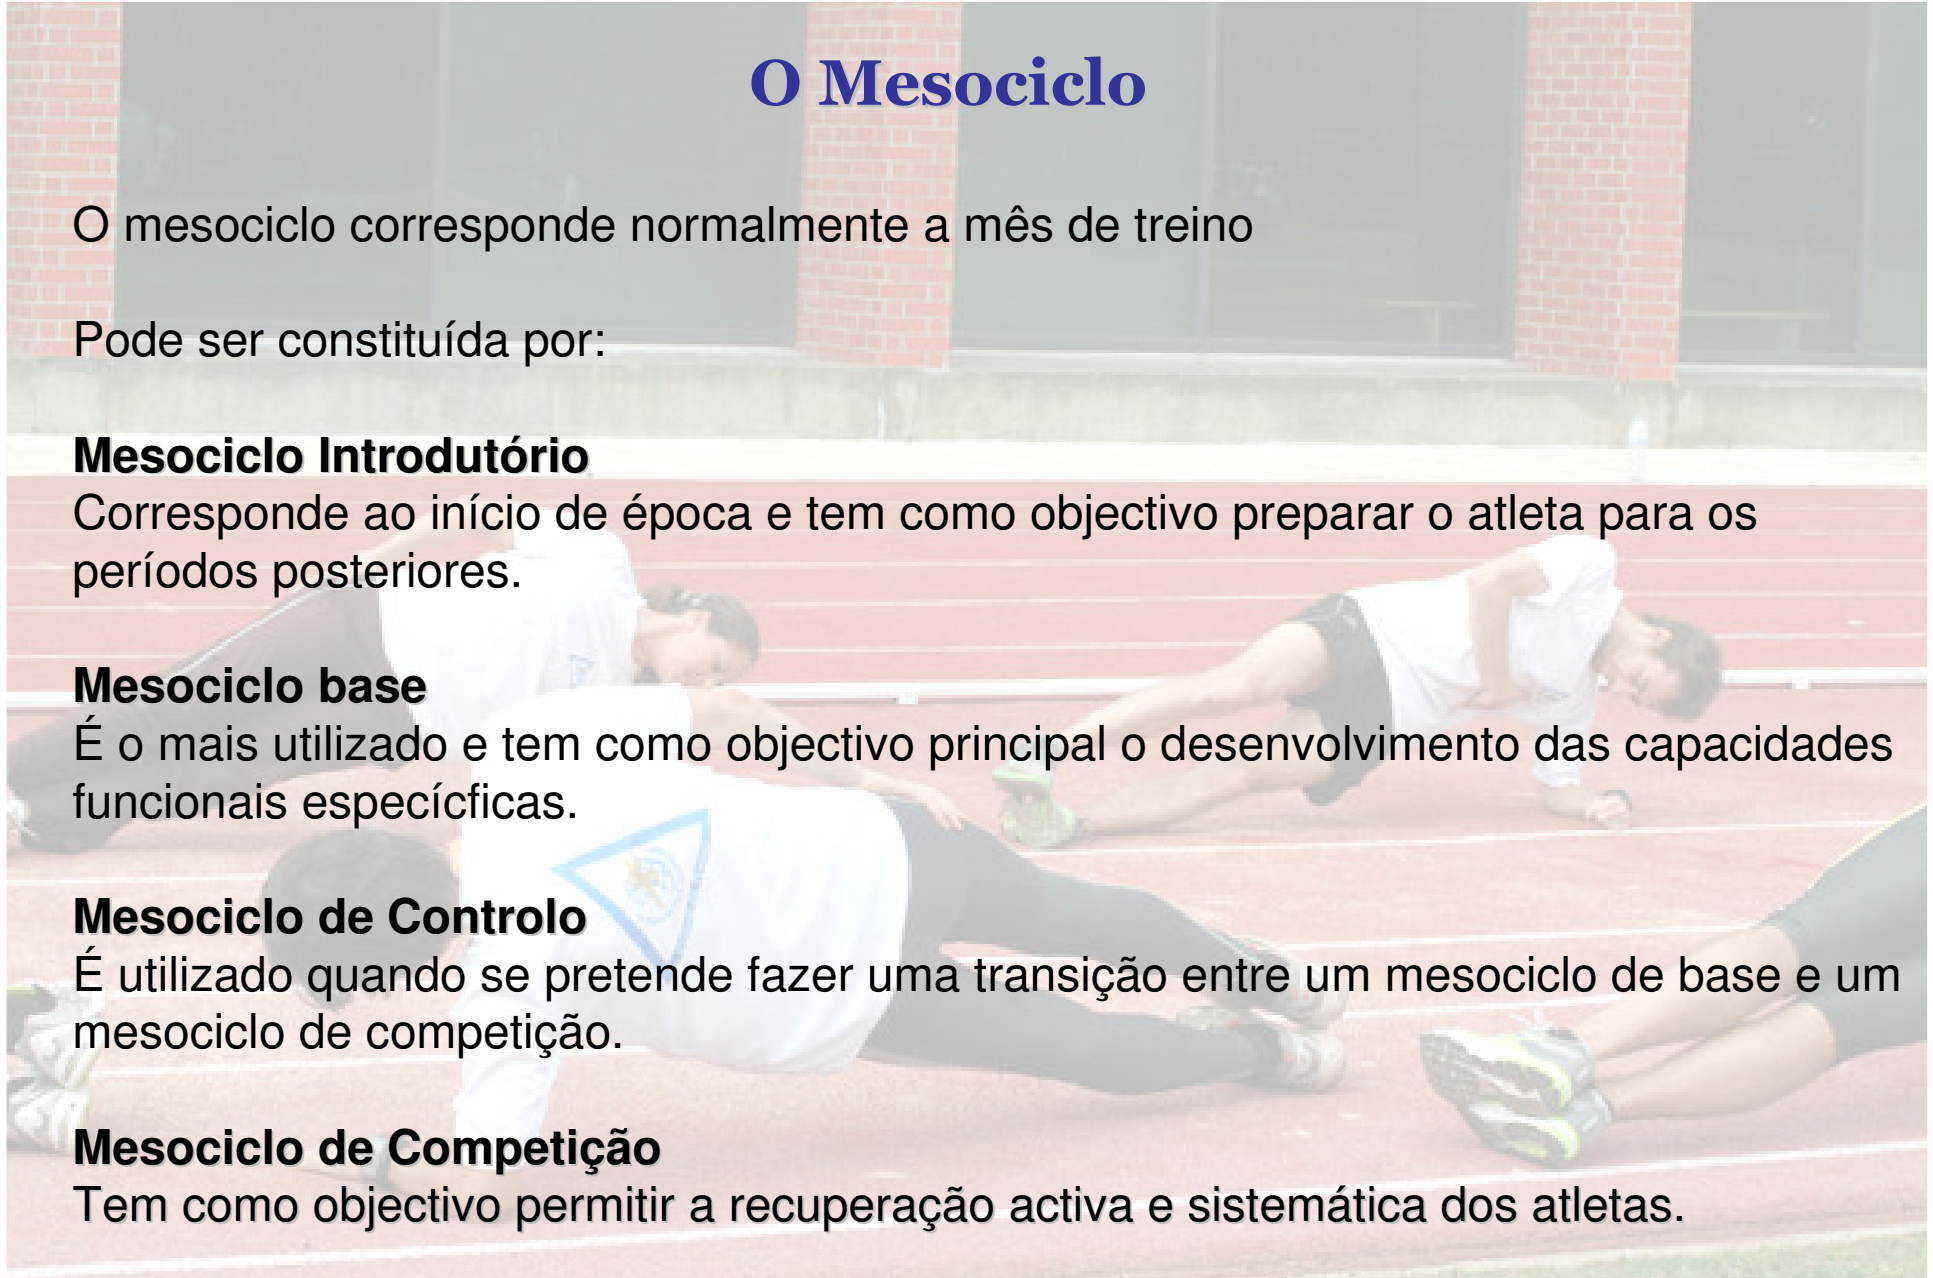 O Mesociclo
O mesociclo corresponde normalmente a mês de treino
Pode ser constituída por:
Mesociclo Introdutório
Corresponde ao início de época e tem como objectivo preparar o atleta para os
períodos posteriores.
Mesociclo base
É o mais utilizado e tem como objectivo principal o desenvolvimento das capacidades
funcionais especícficas.
Mesociclo de Controlo
É utilizado quando se pretende fazer uma transição entre um mesociclo de base e um
mesociclo de competição.
Mesociclo de Competição
Tem como objectivo permitir a recuperação activa e sistemática dos atletas.